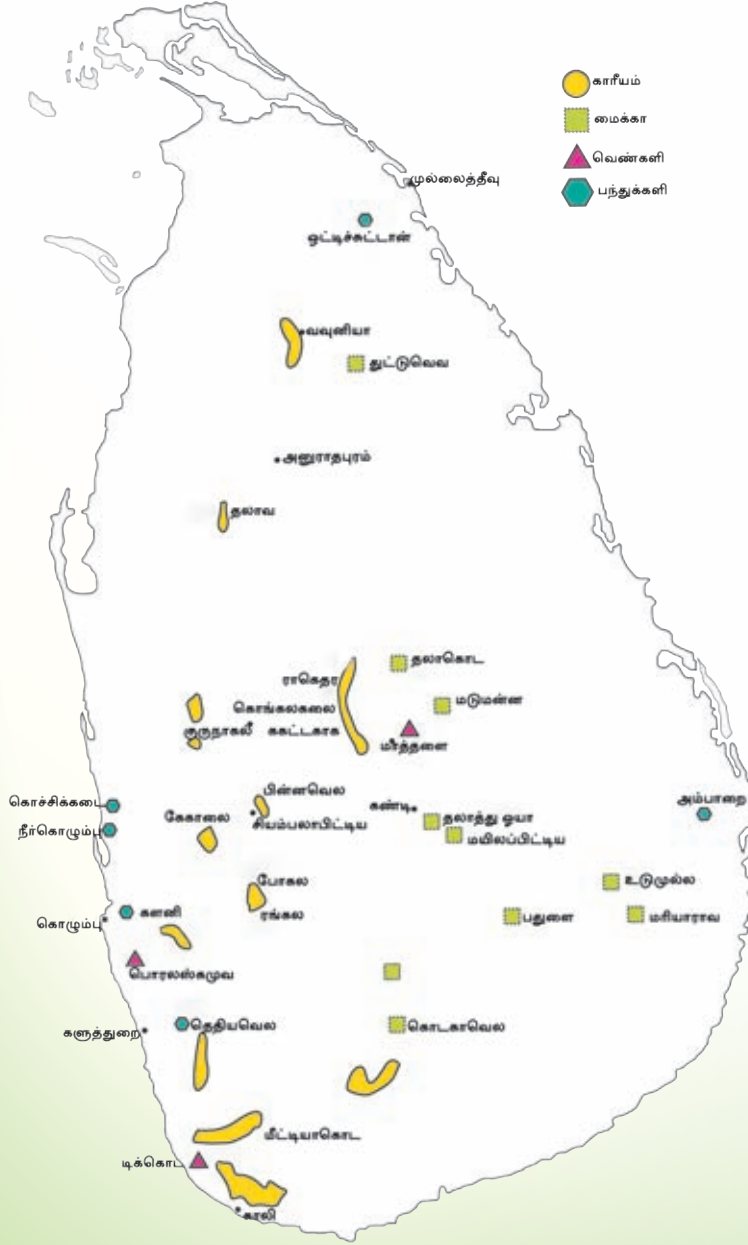 காரீயம்
மைக்கா
வெண்களி
பந்துக்களி
முல்லைத்தீவு
ஒட்டிச்சுட்டான்
வவுனியா
துட்டுவெவ
அனுராதபுரம்
தலாவ
தலாகொட
ராகெதர
மடுமன்ன
கொங்கலகலை
குருநாகலீ ககட்டகாக
மாத்தளை
பின்னவெல
கொச்சிக்கடை
கண்டி
அம்பாறை
கேகாலை
சியம்பலாபிட்டிய
தலாத்து ஓயா
நீர்கொழும்பு
மயிலப்பிட்டிய
போகல
உடுமுல்ல
களனி
ரங்கல
கொழும்பு
பதுளை
மரியாராவ
பொரலஸ்கமுவ
களுத்துறை
தெதியவெல
கொடகாவெல
மீட்டியாகொட
டிக்கொட
காலி